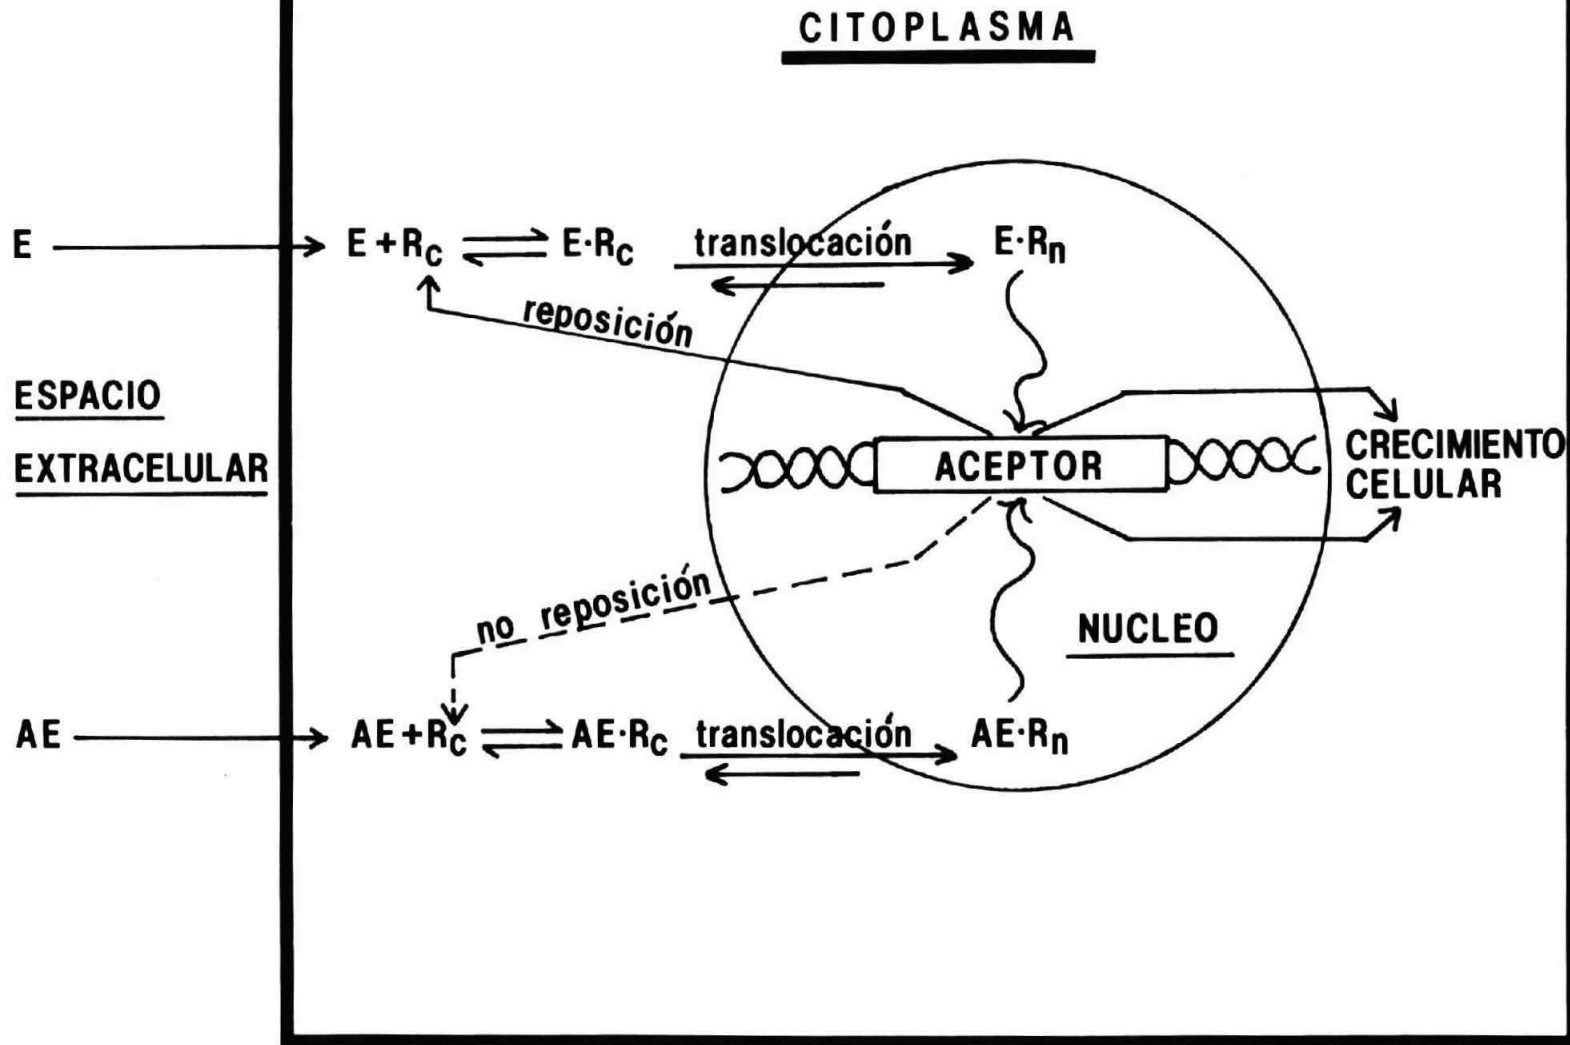 CITOPLASMA
E
E + Rc
E·Rc
translocación
E·Rn
reposición
ESPACIO
EXTRACELULAR
ACEPTOR
CRECIMIENTO
CELULAR
no reposición
NUCLEO
AE
AE + Rc
AE·Rc
translocación
AE·Rn